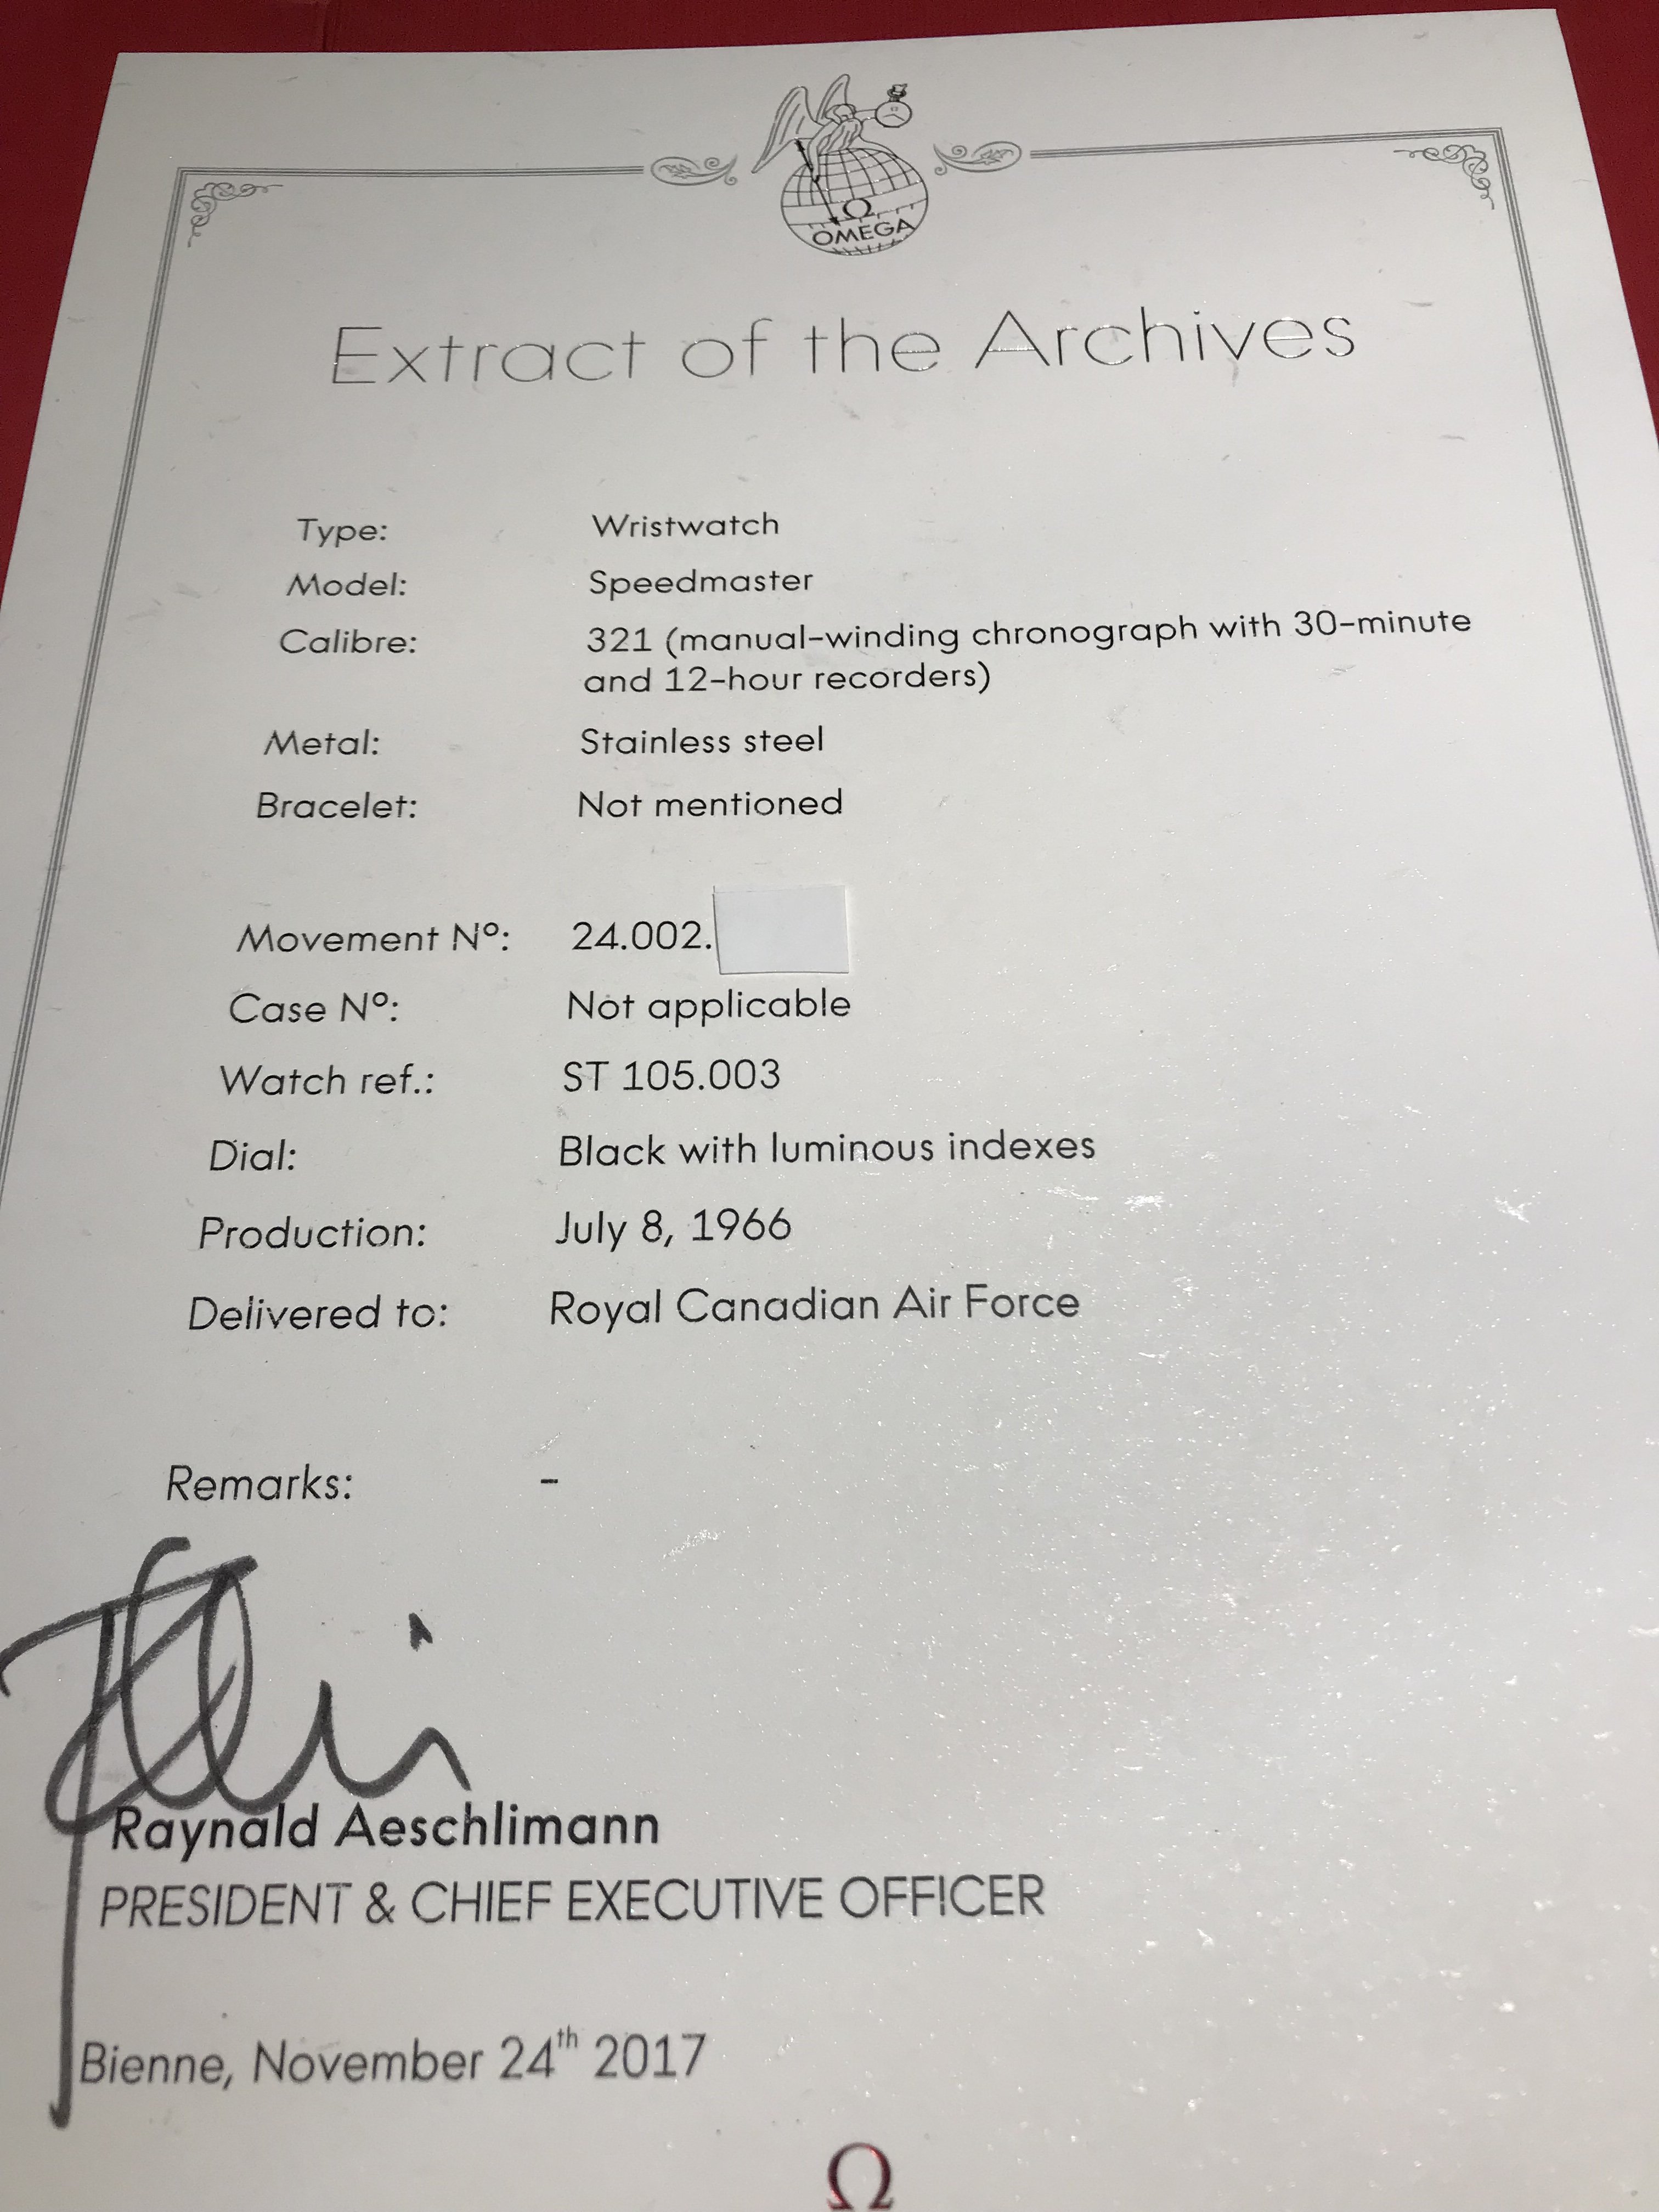 Ω
OMEGA
Extract of the Archives
Type: Wristwatch
Model: Speedmaster
Calibre: 321 (manual-winding chronograph with 30-minute
and 12-hour recorders)
Metal: Stainless steel
Bracelet: Not mentioned
Movement Nº: 24.002.
Case Nº: Not applicable
Watch ref.: ST 105.003
Dial: Black with luminous indexes
Production: July 8, 1966
Delivered to: Royal Canadian Air Force
Remarks: -
Raynald Aeschlimann
PRESIDENT & CHIEF EXECUTIVE OFFICER
Bienne, November 24th 2017
Ω